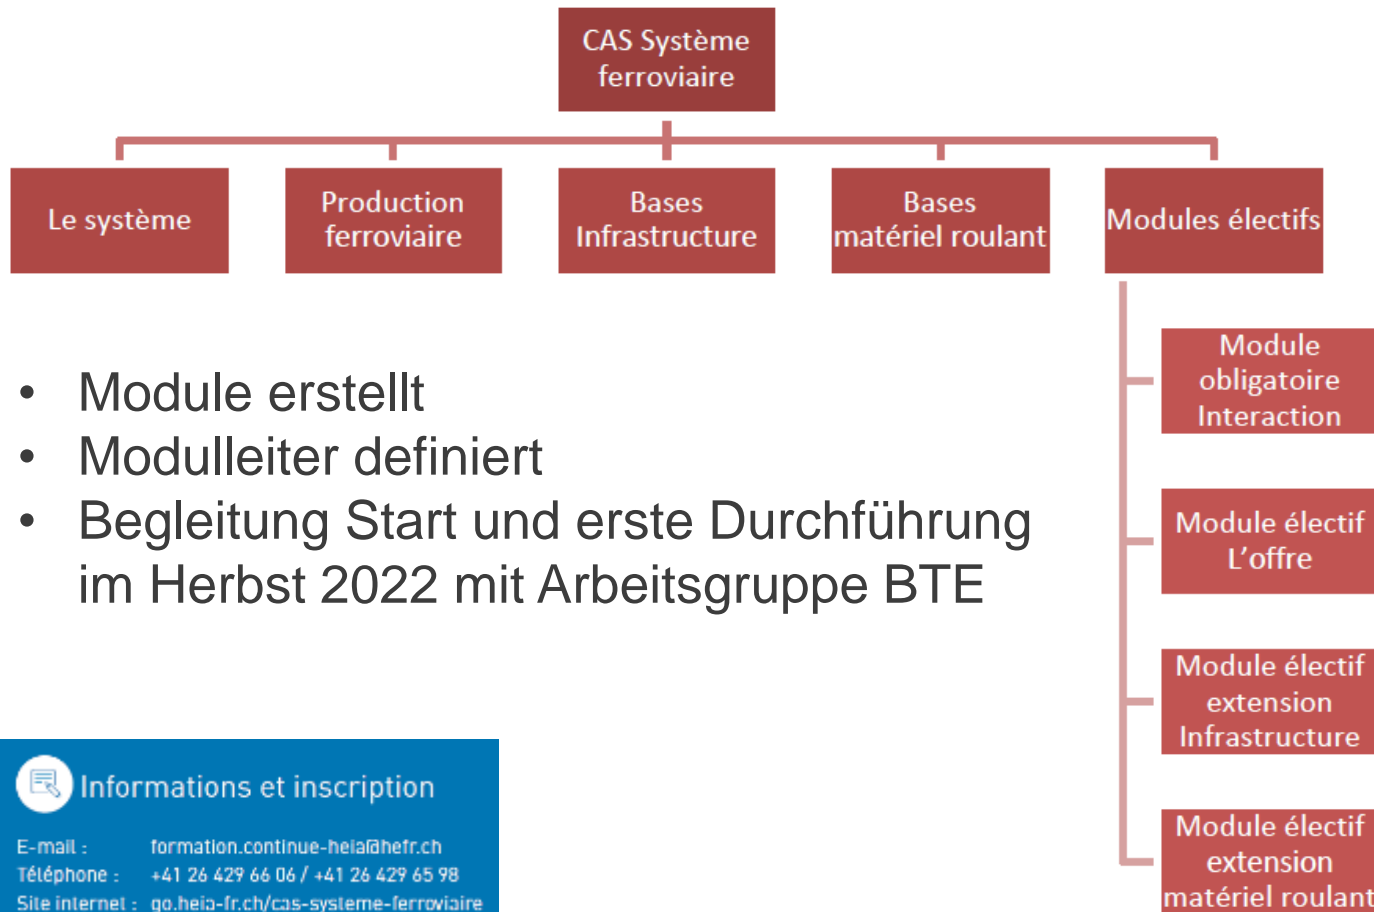 CAS Système
ferroviaire
Le système
Production
ferroviaire
Bases
Infrastructure
Bases
matériel roulant
Modules électifs
Module
obligatoire
Interaction
Module électif
L'offre
Module électif
extension
Infrastructure
Module électif
extension
matériel roulant
• Module erstellt
• Modulleiter definiert
• Begleitung Start und erste Durchführung
im Herbst 2022 mit Arbeitsgruppe BTE
Informations et inscription
E-mail : formation.continue-heia@hefr.ch
Téléphone : +41 26 429 66 06 / +41 26 429 65 98
Site internet : go.heia-fr.ch/cas-systeme-ferroviaire